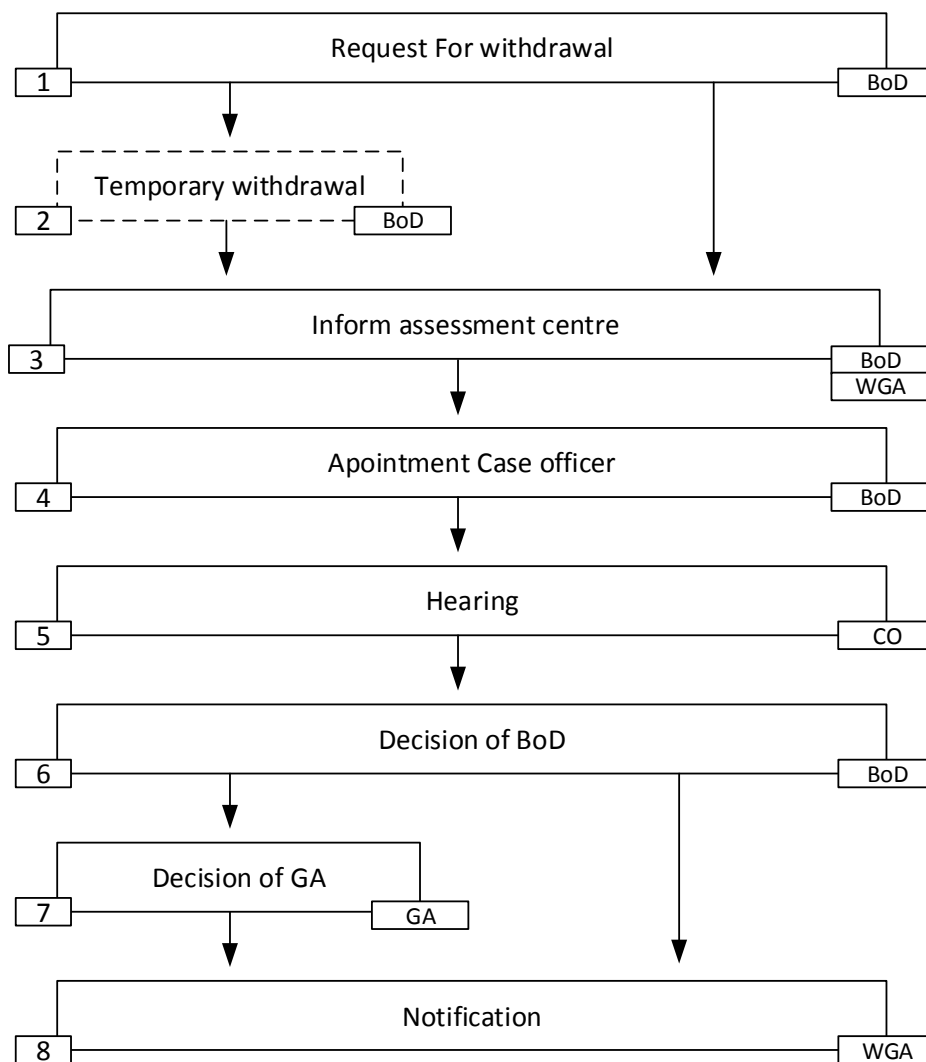 Request For withdrawal
1
BoD
Temporary withdrawal
2
BoD
Inform assessment centre
3
BoD
WGA
Apointment Case officer
4
BoD
Hearing
5
CO
Decision of BoD
6
BoD
Decision of GA
7
GA
Notification
8
WGA